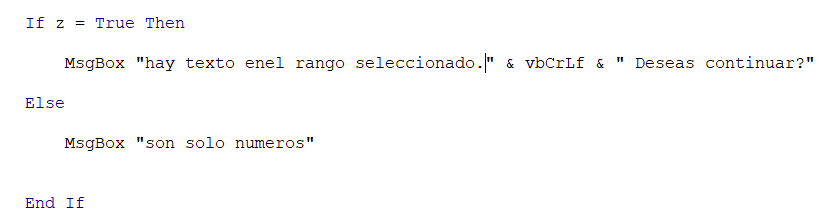 If z = True Then
MsgBox "hay texto enel rango seleccionado." & vbCrLf & " Deseas continuar?"
Else
MsgBox "son solo numeros"
End If